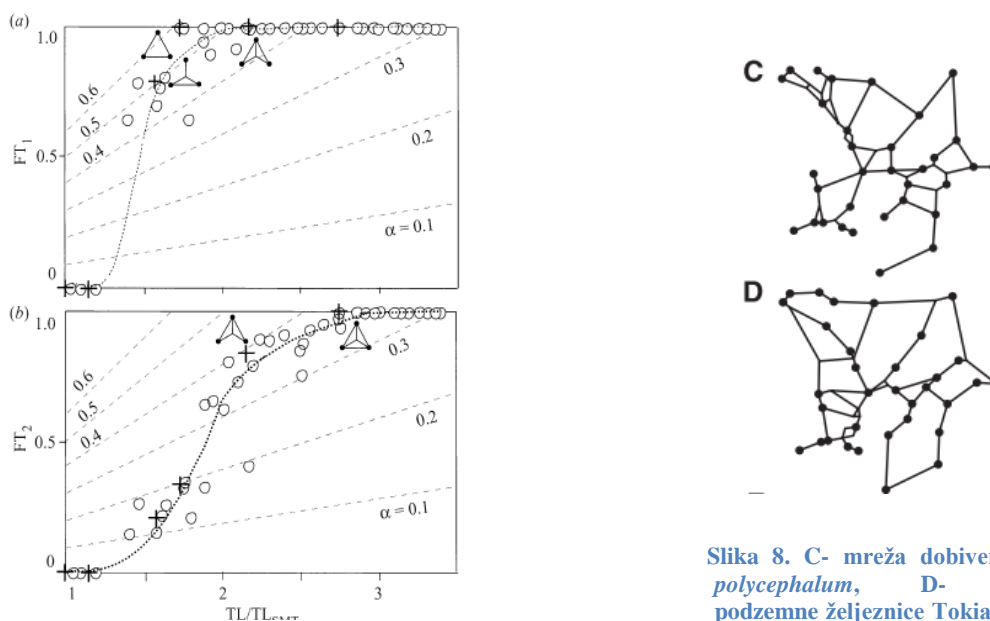 (a)
1.0
0.6
0.5
0.4
0.3
0.2
α = 0.1
FT1
0.5
0
(b)
1.0
0.6
0.5
0.4
0.3
0.2
α = 0.1
FT2
0.5
0
1
2
3
TL/TLSMT
C
D
Slika 8. C- mreža
polycephalum, D-
podzemne željeznice Tokia